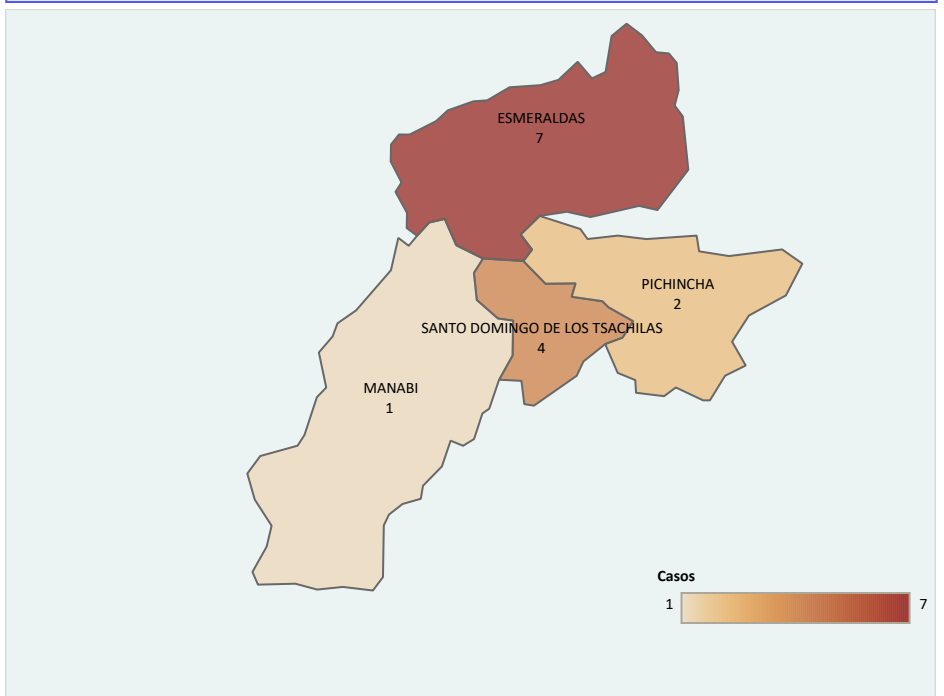 ESMERALDAS
7
PICHINCHA
2
SANTO DOMINGO DE LOS TSACHILAS
4
MANABI
1
Casos
1 7